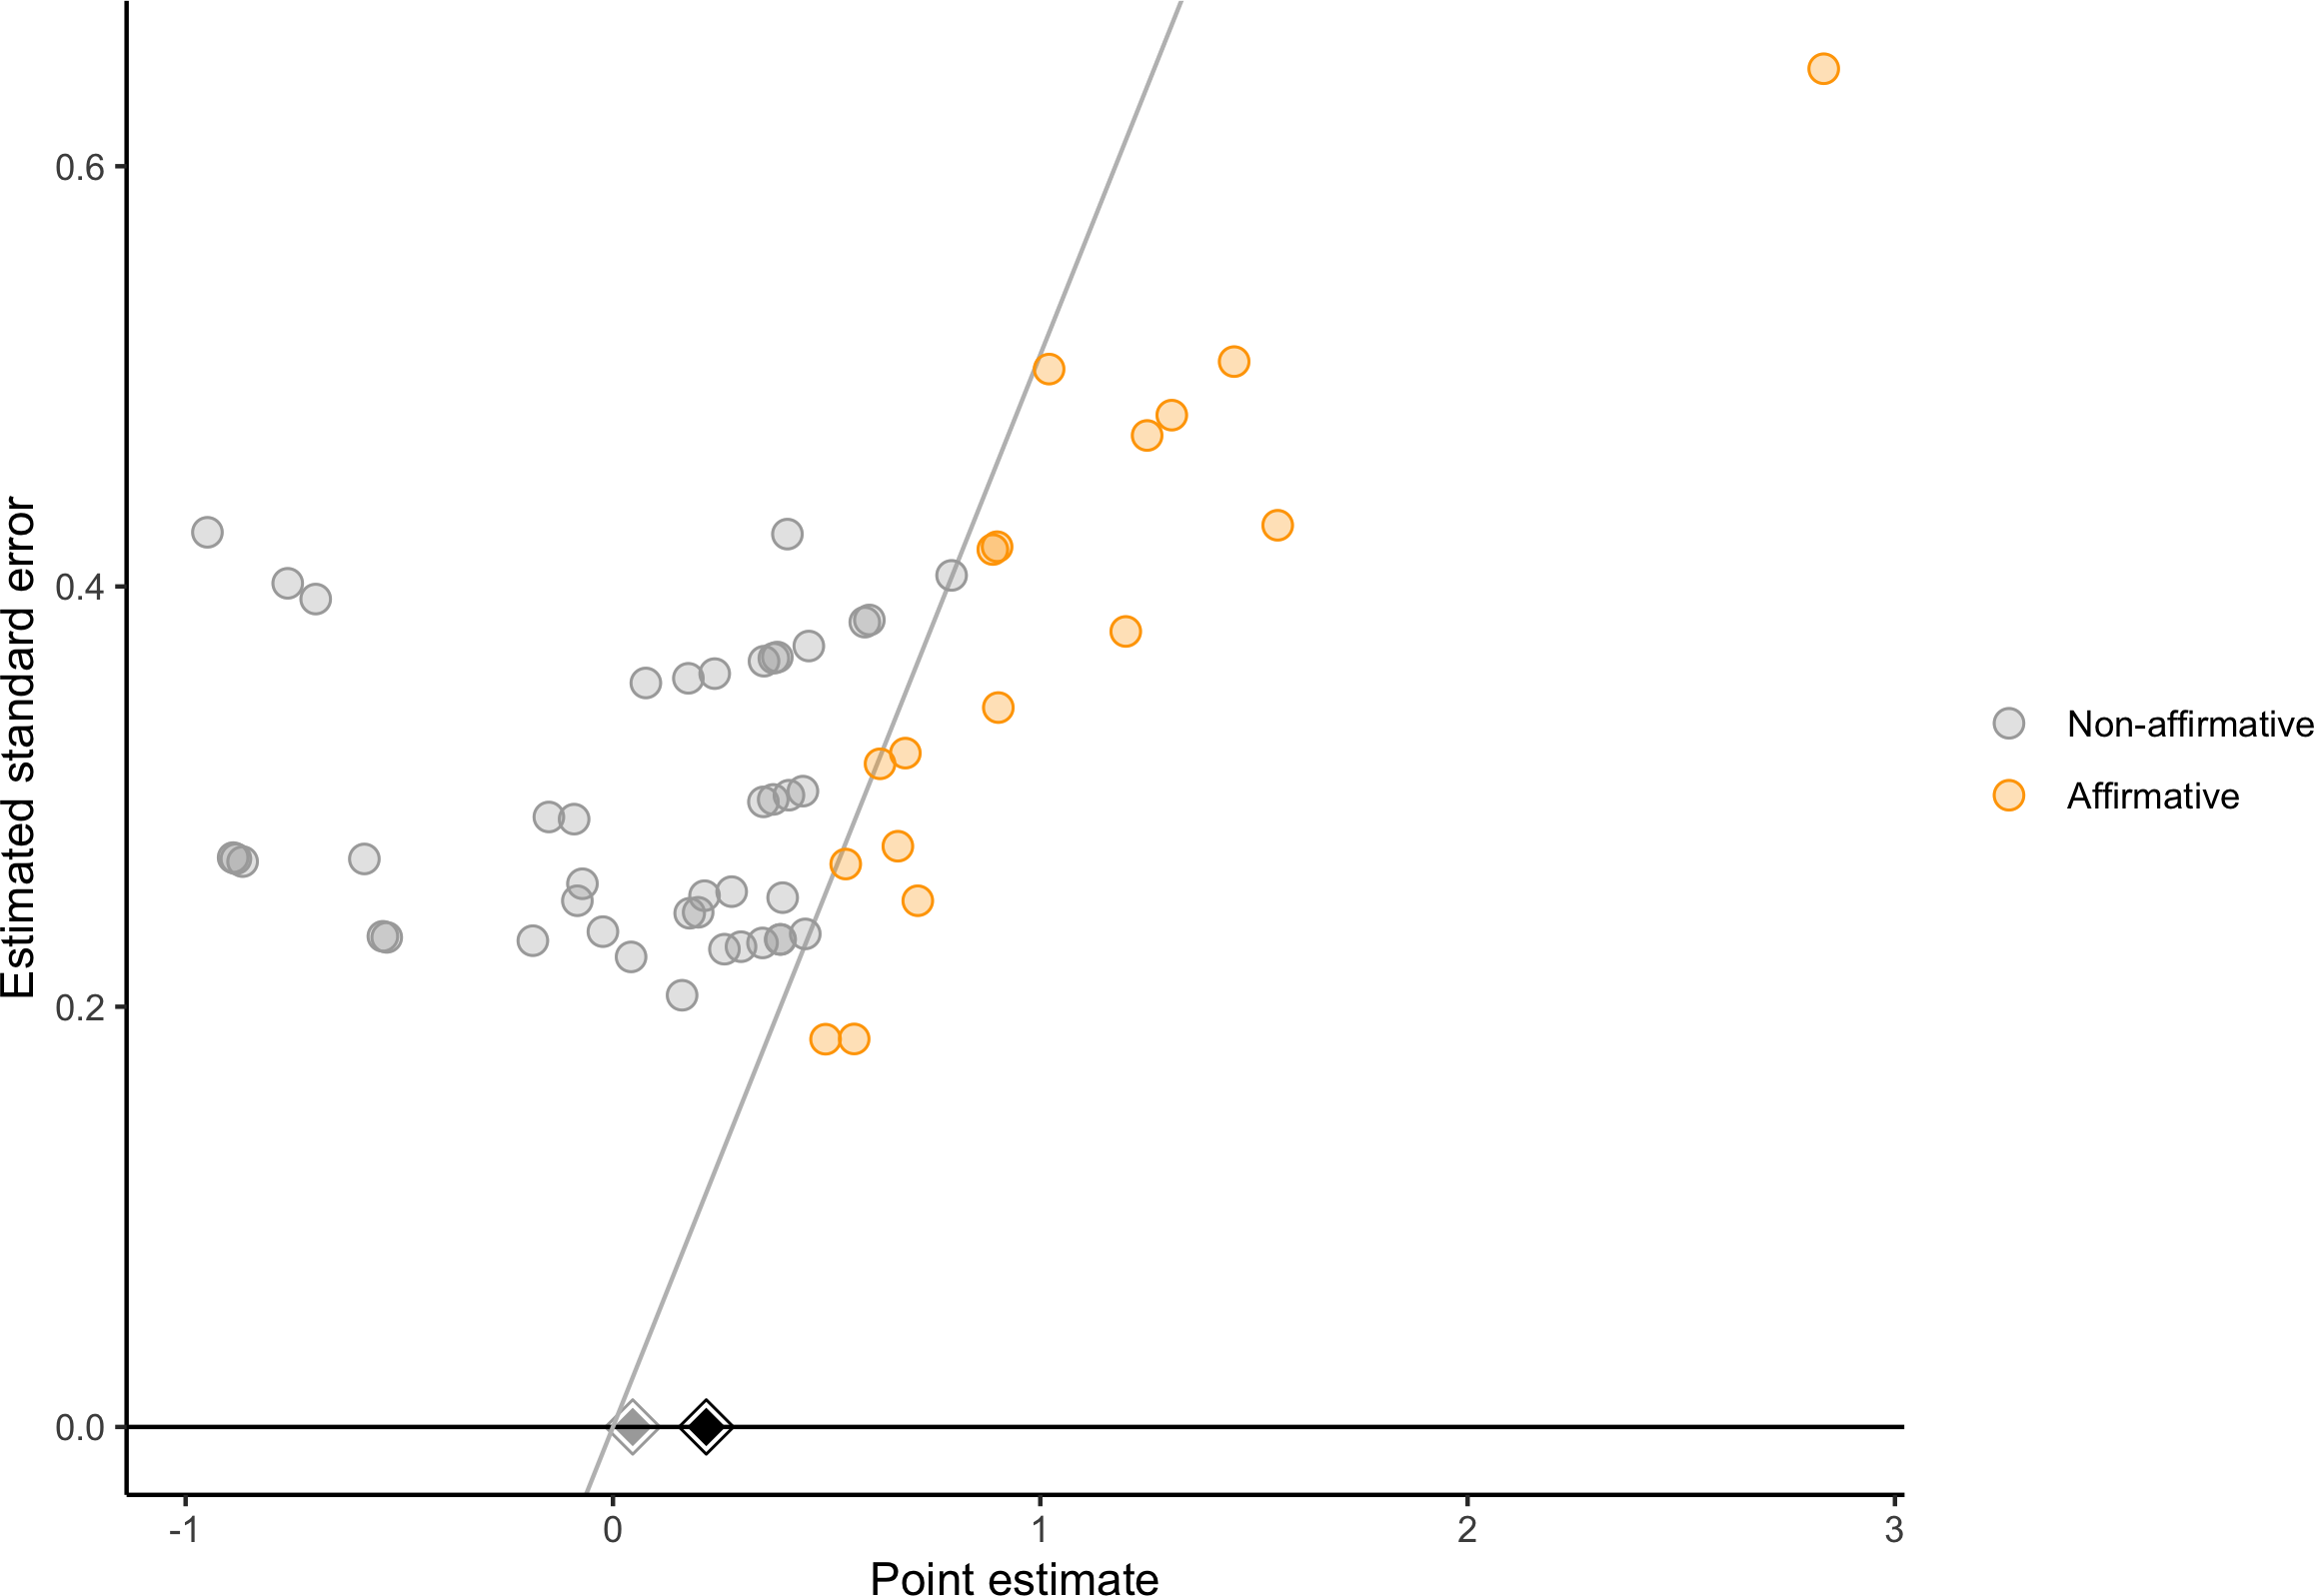 0.6
0.4
0.2
0.0
Estimated standard error
-1
0
1
2
3
Point estimate
Non-affirmative
Affirmative